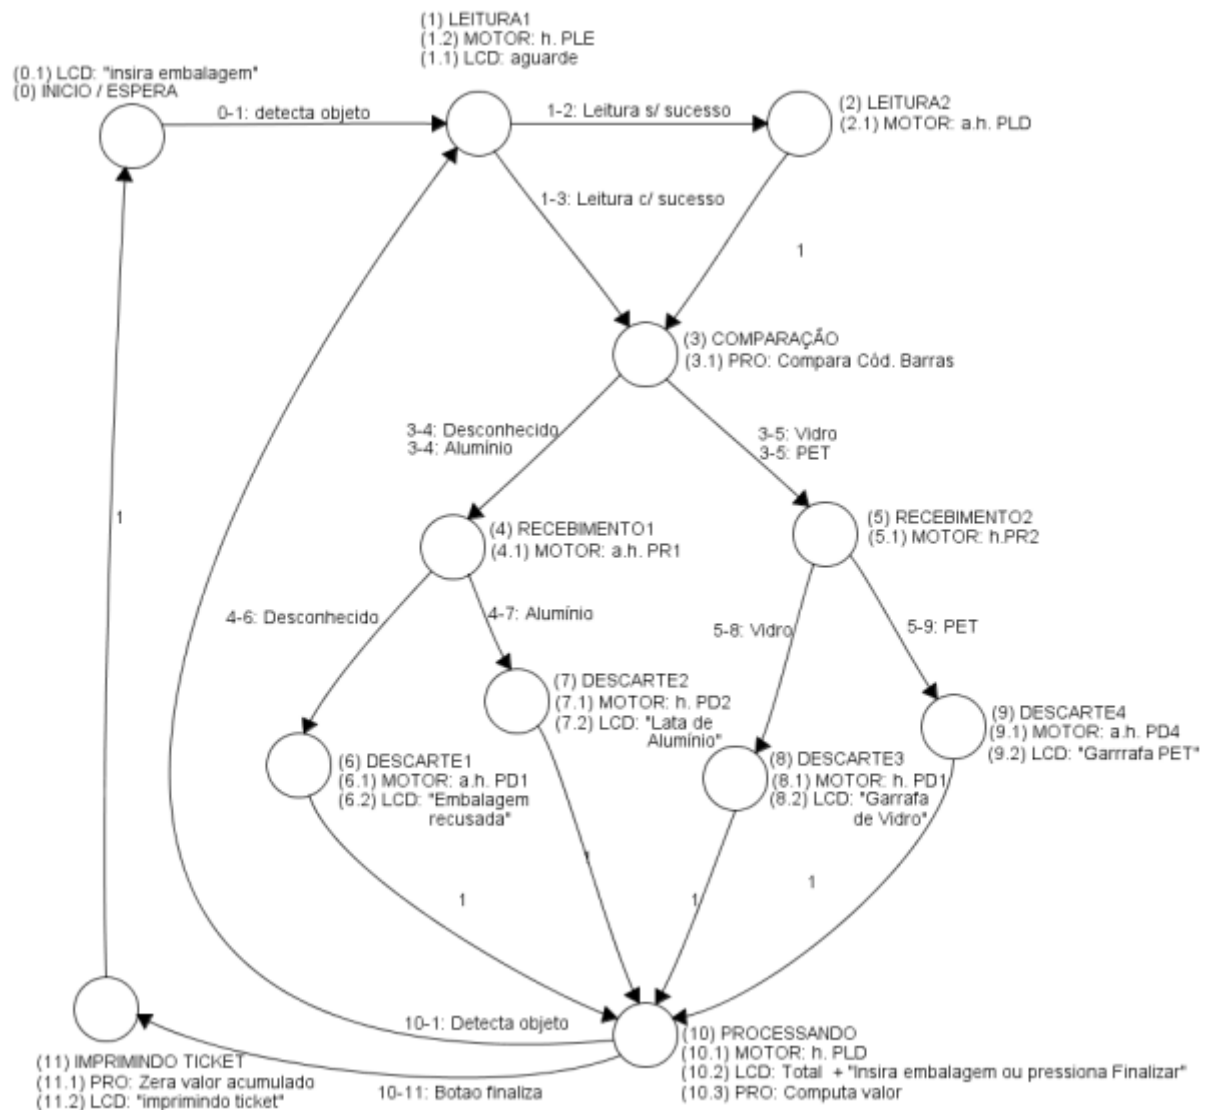 (0.1) LCD: "insira embalagem"
(0) INICIO / ESPERA
0-1: detecta objeto
(1) LEITURA1
(1.2) MOTOR: h. PLE
(1.1) LCD: aguarde
1-2: Leitura s/ sucesso
(2) LEITURA2
(2.1) MOTOR: a.h. PLD
1-3: Leitura c/ sucesso
1
(3) COMPARAÇÃO
(3.1) PRO: Compara Cód. Barras
3-4: Desconhecido
3-4: Alumínio
3-5: Vidro
3-5: PET
1
(4) RECEBIMENTO1
(4.1) MOTOR: a.h. PR1
(5) RECEBIMENTO2
(5.1) MOTOR: h.PR2
4-6: Desconhecido
4-7: Alumínio
5-8: Vidro
5-9: PET
(7) DESCARTE2
(7.1) MOTOR: h. PD2
(7.2) LCD: "Lata de
Alumínio"
(9) DESCARTE4
(9.1) MOTOR: a.h. PD4
(9.2) LCD: "Garrrafa PET"
(6) DESCARTE1
(6.1) MOTOR: a.h. PD1
(6.2) LCD: "Embalagem
recusada"
(8) DESCARTE3
(8.1) MOTOR: h. PD1
(8.2) LCD: "Garrafa
de Vidro"
1
1
1
1
10-1: Detecta objeto
10-11: Botao finaliza
(10) PROCESSANDO
(10.1) MOTOR: h. PLD
(10.2) LCD: Total + "Insira embalagem ou pressiona Finalizar"
(10.3) PRO: Computa valor
(11) IMPRIMINDO TICKET
(11.1) PRO: Zera valor acumulado
(11.2) LCD: "imprimindo ticket"